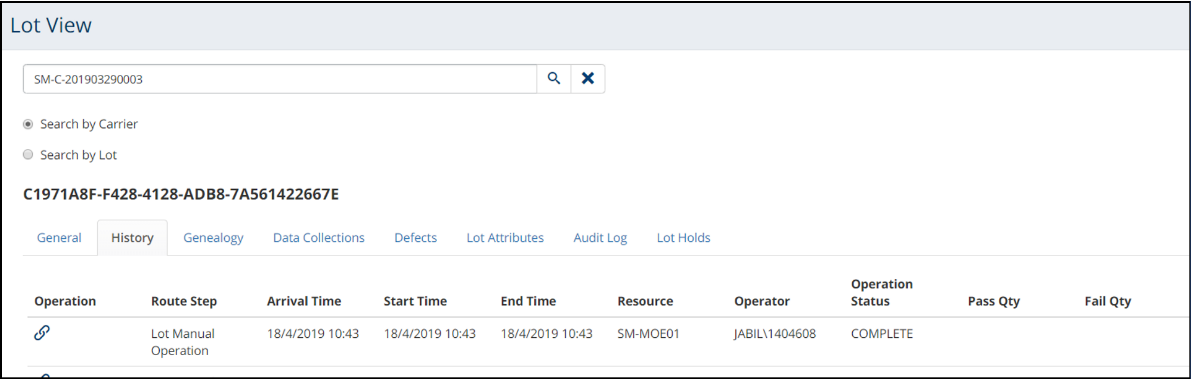 Lot View
SM-C-201903290003
Search by Carrier
Search by Lot
C1971A8F-F428-4128-ADB8-7A561422667E
General History Genealogy Data Collections Defects Lot Attributes Audit Log Lot Holds
Operation Route Step Arrival Time Start Time End Time Resource Operator Operation Status Pass Qty Fail Qty
Lot Manual Operation 18/4/2019 10:43 18/4/2019 10:43 18/4/2019 10:43 SM-MOE01 JABIL\1404608 COMPLETE